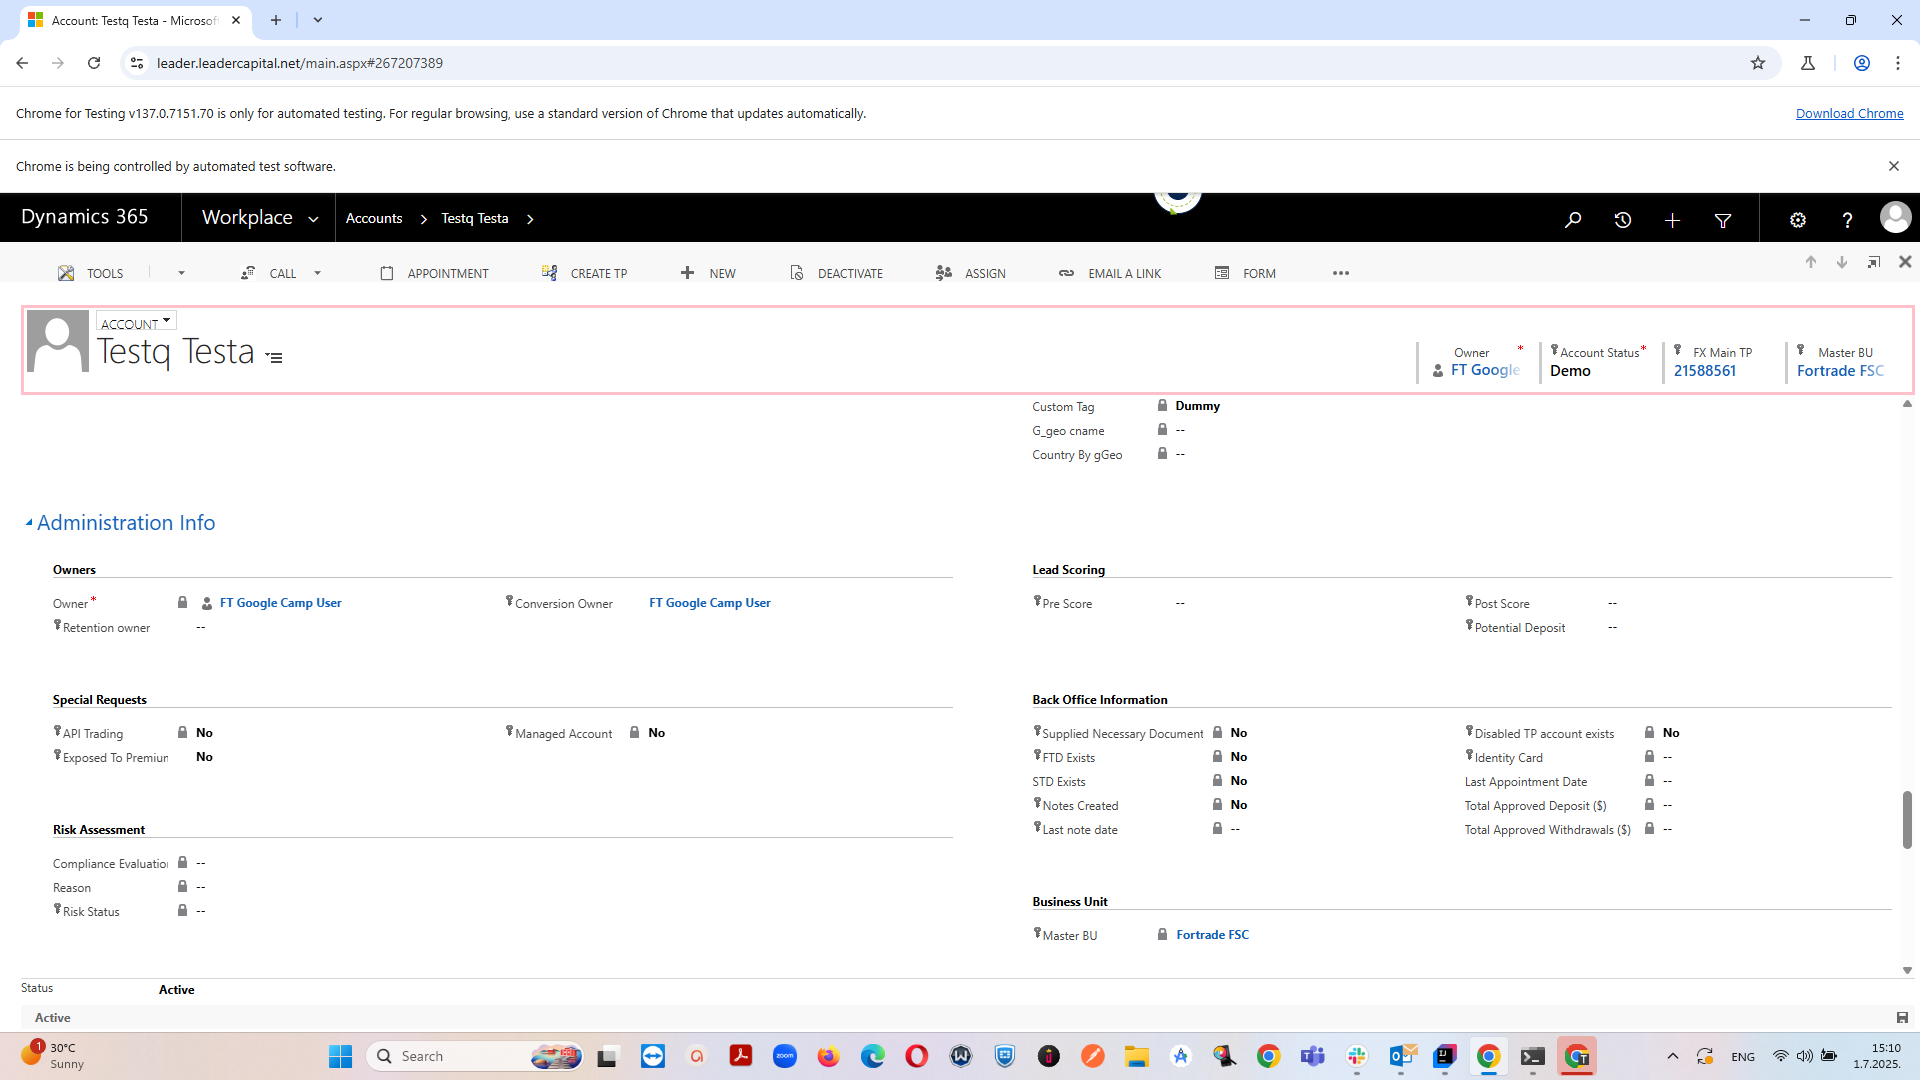 Account: Testq Testa - Microsof
leader.leadercapital.net/main.aspx#267207389
Chrome for Testing v137.0.7151.70 is only for automated testing. For regular browsing, use a standard version of Chrome that updates automatically.
Download Chrome
Chrome is being controlled by automated test software.
Dynamics 365
Workplace
Accounts
Testq Testa
TOOLS
CALL
APPOINTMENT
CREATE TP
NEW
DEACTIVATE
ASSIGN
EMAIL A LINK
FORM
ACCOUNT
Testq Testa
Owner *
FT Google
Account Status *
Demo
FX Main TP
21588561
Master BU
Fortrade FSC
Custom Tag Dummy
G_geo cname --
Country By gGeo --
Administration Info
Owners
Owner * FT Google Camp User
Conversion Owner FT Google Camp User
Retention owner --
Lead Scoring
Pre Score --
Post Score --
Potential Deposit --
Special Requests
API Trading No
Managed Account No
Exposed To Premiun No
Back Office Information
Supplied Necessary Document No
Disabled TP account exists No
FTD Exists No
Identity Card --
STD Exists No
Last Appointment Date --
Notes Created No
Total Approved Deposit ($) --
Last note date --
Total Approved Withdrawals ($) --
Risk Assessment
Compliance Evaluatio --
Reason --
Risk Status --
Business Unit
Master BU Fortrade FSC
Status Active
Active
1
30°C
Sunny
Search
zoom
ENG
15:10
1.7.2025.